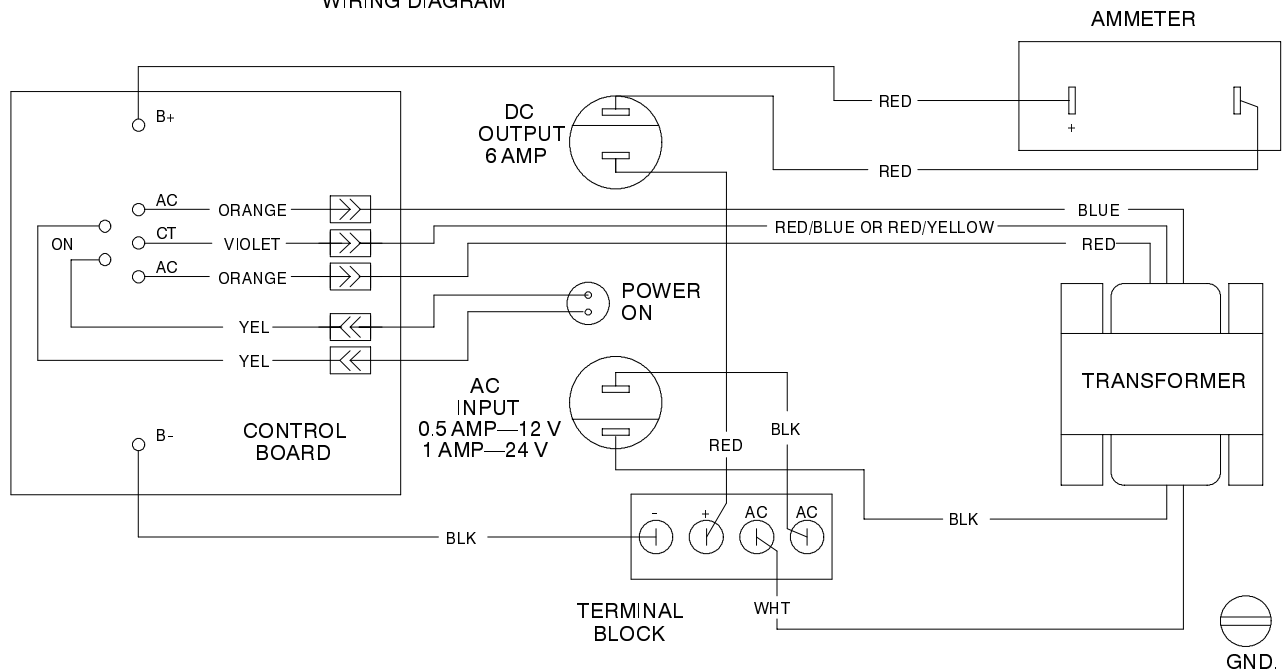 WIRING DIAGRAM
AMMETER
RED
+
B+
DC
OUTPUT
6 AMP
RED
AC
ORANGE
BLUE
ON
CT
VIOLET
RED/BLUE OR RED/YELLOW
RED
AC
ORANGE
POWER
ON
YEL
YEL
TRANSFORMER
AC
INPUT
0.5 AMP—12 V
1 AMP—24 V
B-
CONTROL
BOARD
RED
BLK
- + AC AC
BLK
BLK
TERMINAL
BLOCK
WHT
GND.